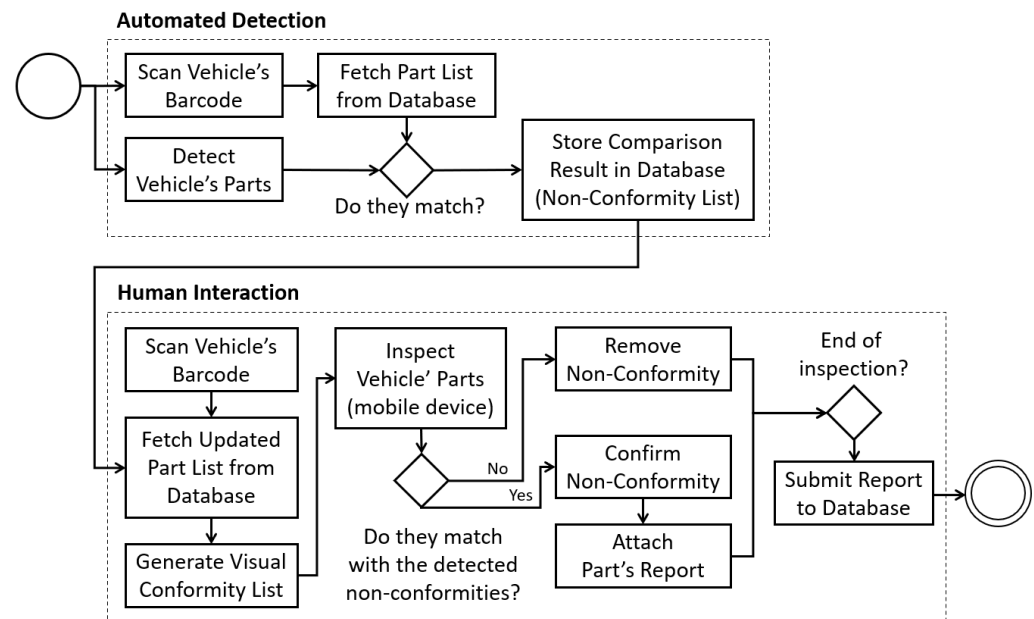 Automated Detection
Scan Vehicle's
Barcode
Fetch Part List
from Database
Detect
Vehicle's Parts
Do they match?
Store Comparison
Result in Database
(Non-Conformity List)
Human Interaction
Scan Vehicle's
Barcode
Fetch Updated
Part List from
Database
Generate Visual
Conformity List
Inspect
Vehicle' Parts
(mobile device)
No
Yes
Do they match
with the detected
non-conformities?
Remove
Non-Conformity
Confirm
Non-Conformity
Attach
Part's Report
End of
inspection?
Submit Report
to Database